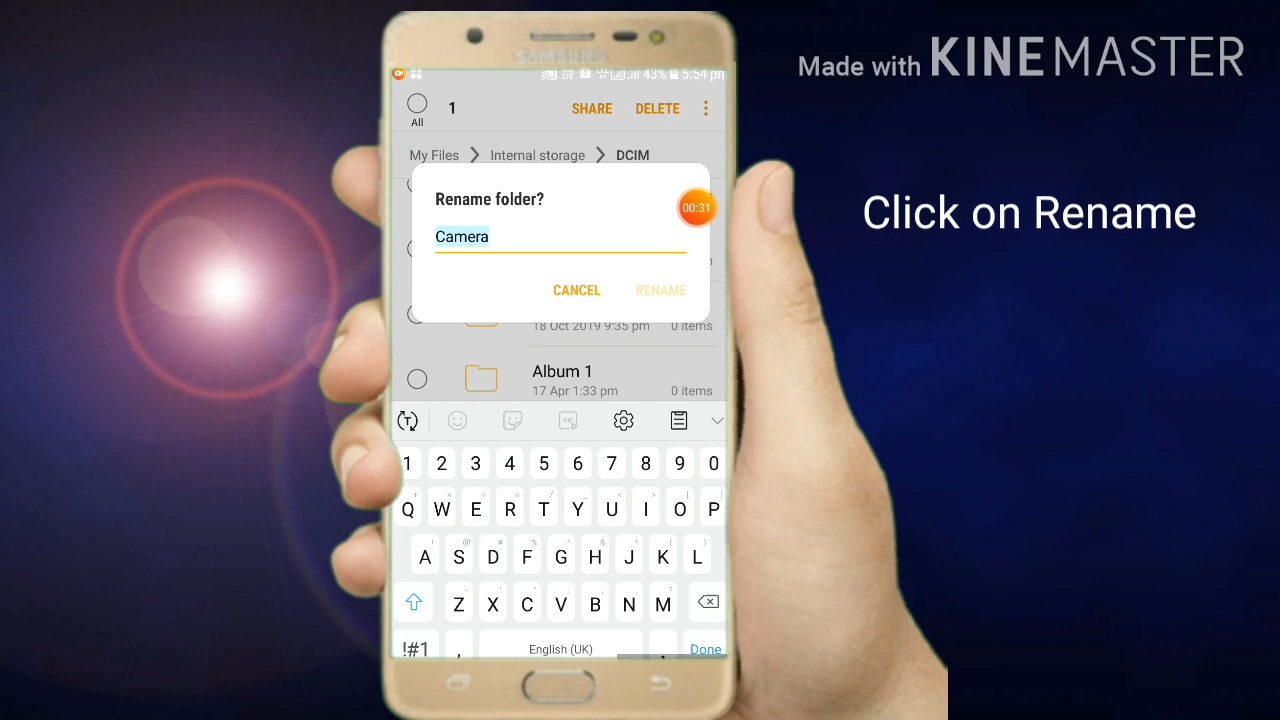 Made with KINEMASTER
SAMSUNG
43% 5:54 pm
All 1 SHARE DELETE
My Files Internal storage DCIM
Rename folder?
00:31
Camera
CANCEL RENAME
18 Oct 2019 9:35 pm 0 items
Album 1
17 Apr 1:33 pm 0 items
T GIF
1 2 3 4 5 6 7 8 9 0
Q W E R T Y U I O P
A S D F G H J K L
Z X C V B N M
!#1 , English (UK) . Done
Click on Rename